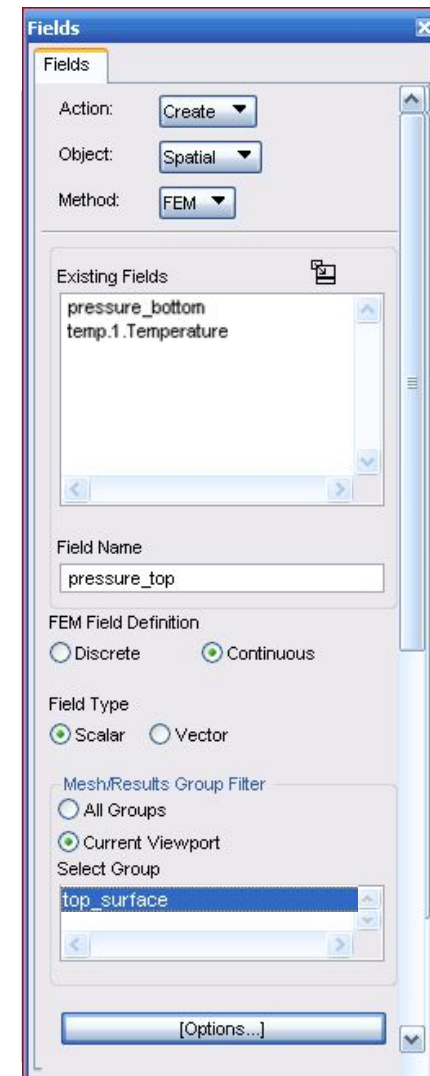 Fields
Fields
Action: Create
Object: Spatial
Method: FEM
Existing Fields
pressure_bottom
temp.1.Temperature
Field Name
pressure_top
FEM Field Definition
Discrete Continuous
Field Type
Scalar Vector
Mesh/Results Group Filter
All Groups
Current Viewport
Select Group
top_surface
[Options...]